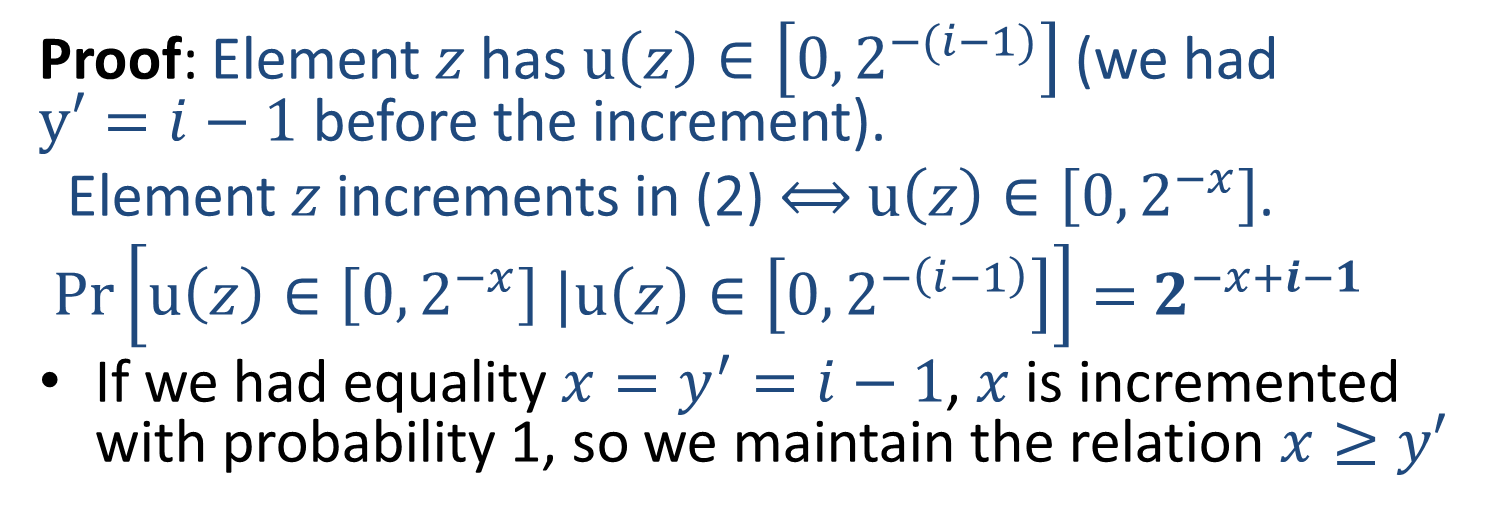 Proof: Element z has u(z) ∈ [0, 2^{−(i−1)}] (we had
y′ = i − 1 before the increment).
Element z increments in (2) ⟺ u(z) ∈ [0, 2^{−x}].
Pr[u(z) ∈ [0, 2^{−x}] |u(z) ∈ [0, 2^{−(i−1)}]] = 2^{−x+i−1}
• If we had equality x = y′ = i − 1, x is incremented
with probability 1, so we maintain the relation x ≥ y′